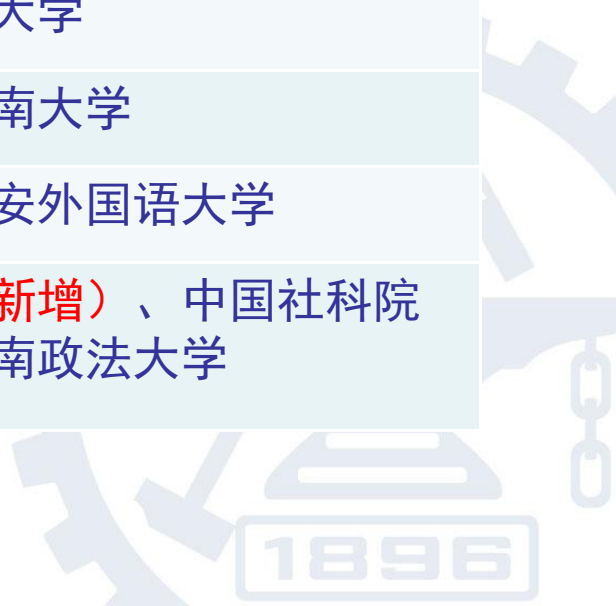 大学
南大学
安外国语大学
新增）、中国社科院
南政法大学
1896